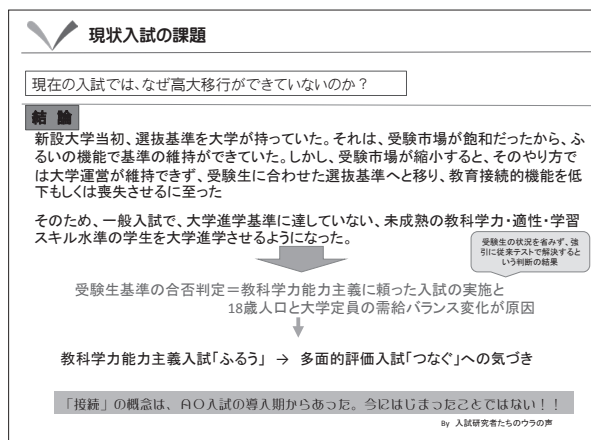 現状入試の課題
現在の入試では、なぜ高大移行ができていないのか？
結 論
新設大学当初、選抜基準を大学が持っていた。それは、受験市場が飽和だったから、ふ
るいの機能で基準の維持ができていた。しかし、受験市場が縮小すると、そのやり方で
は大学運営が維持できず、受験生に合わせた選抜基準へと移り、教育接続的機能を低
下もしくは喪失させるに至った
そのため、一般入試で、大学進学基準に達していない、未成熟の教科学力・適性・学習
スキル水準の学生を大学進学させるようになった。
受験生の状況を省みず、強
引に従来テストで解決すると
いう判断の結果
受験生基準の合否判定＝教科学力能力主義に頼った入試の実施と
18歳人口と大学定員の需給バランス変化が原因
教科学力能力主義入試「ふるう」 → 多面的評価入試「つなぐ」への気づき
「接続」の概念は、AO入試の導入期からあった。今にはじまったことではない！！
By 入試研究者たちのウラの声